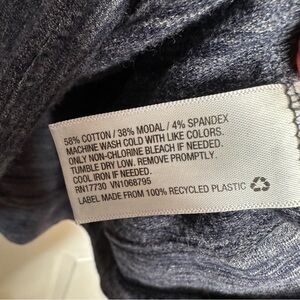 58% COTTON / 38% MODAL / 4% SPANDEX
MACHINE WASH COLD WITH LIKE COLORS.
ONLY NON-CHLORINE BLEACH IF NEEDED.
TUMBLE DRY LOW. REMOVE PROMPTLY.
COOL IRON IF NEEDED.
RN17730 VN1068795
LABEL MADE FROM 100% RECYCLED PLASTIC